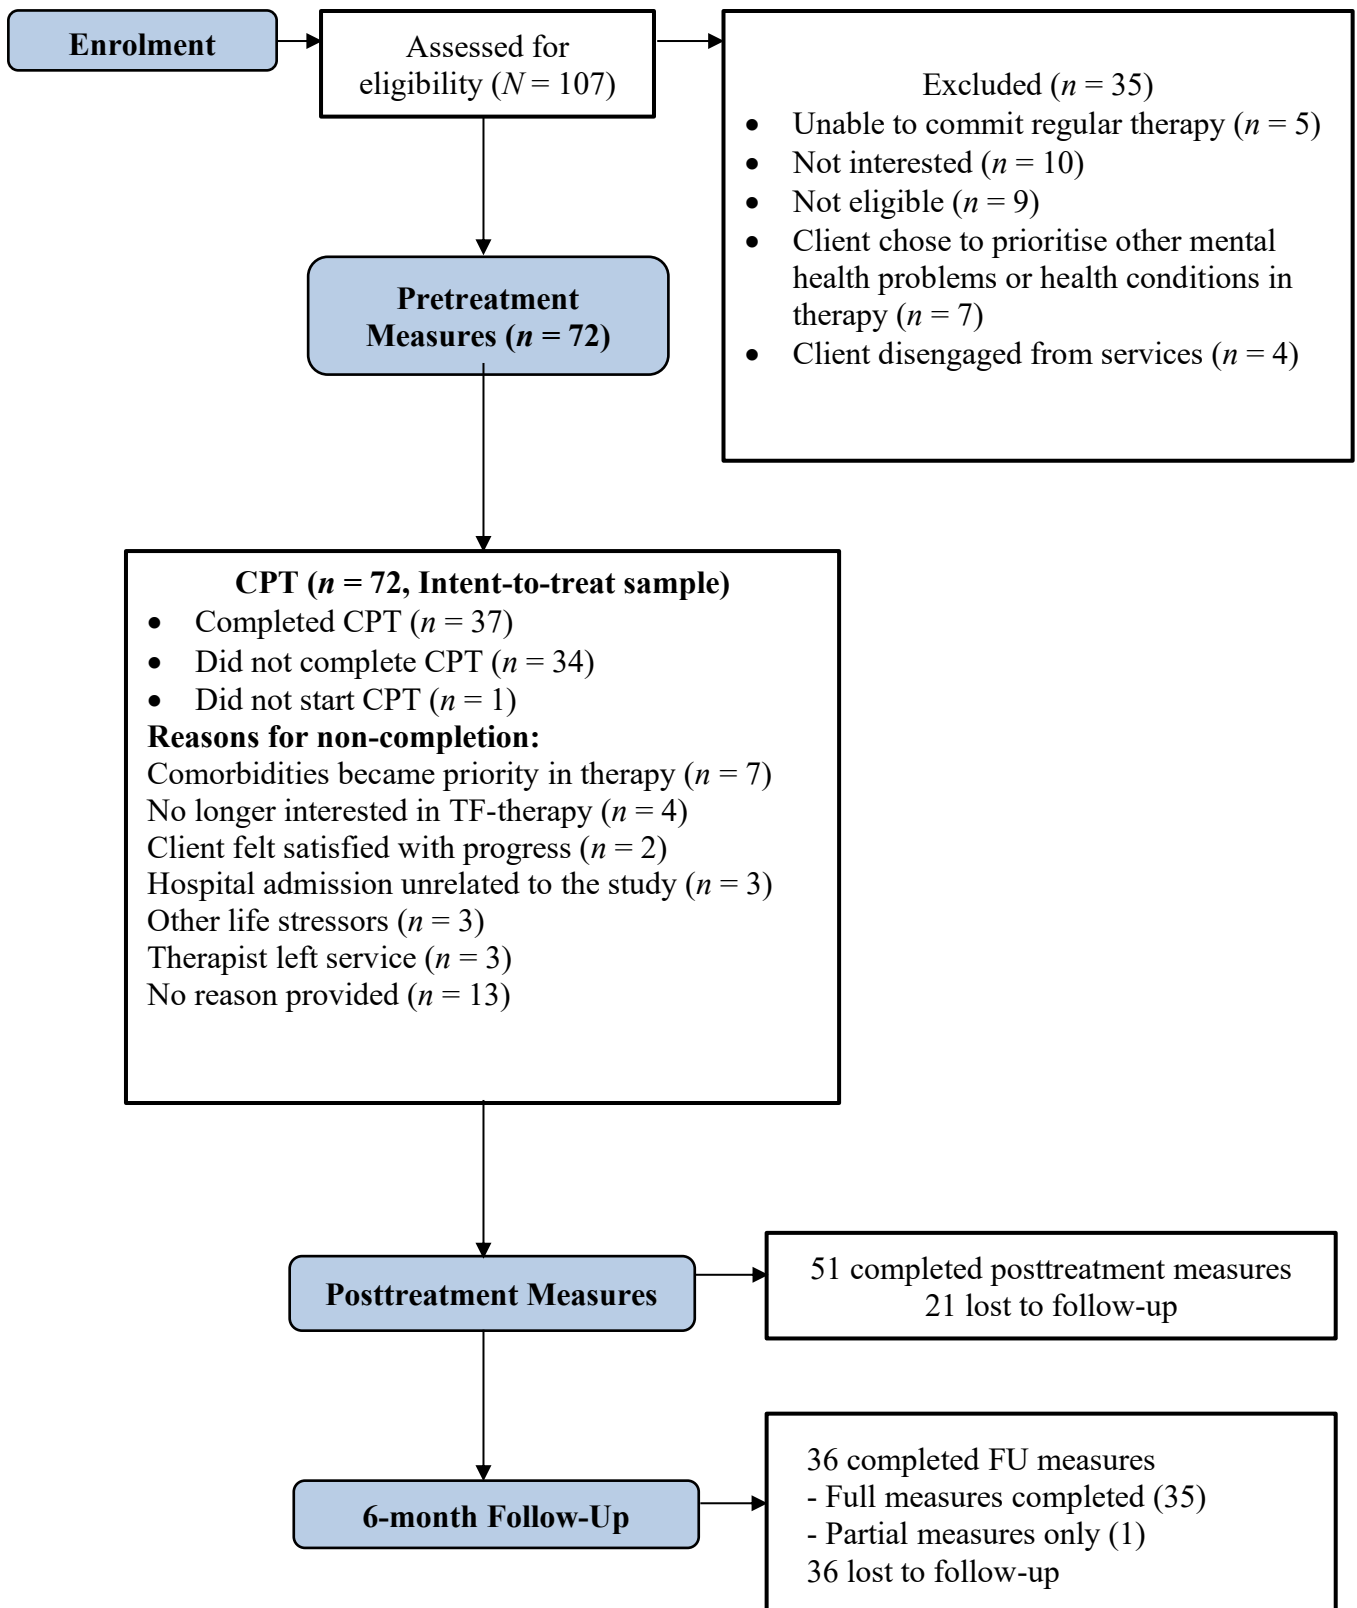 Enrolment
Assessed for
eligibility (N = 107)
Excluded (n = 35)
• Unable to commit regular therapy (n = 5)
• Not interested (n = 10)
• Not eligible (n = 9)
• Client chose to prioritise other mental
health problems or health conditions in
therapy (n = 7)
• Client disengaged from services (n = 4)
Pretreatment
Measures (n = 72)
CPT (n = 72, Intent-to-treat sample)
• Completed CPT (n = 37)
• Did not complete CPT (n = 34)
• Did not start CPT (n = 1)
Reasons for non-completion:
Comorbidities became priority in therapy (n = 7)
No longer interested in TF-therapy (n = 4)
Client felt satisfied with progress (n = 2)
Hospital admission unrelated to the study (n = 3)
Other life stressors (n = 3)
Therapist left service (n = 3)
No reason provided (n = 13)
Posttreatment Measures
51 completed posttreatment measures
21 lost to follow-up
6-month Follow-Up
36 completed FU measures
- Full measures completed (35)
- Partial measures only (1)
36 lost to follow-up